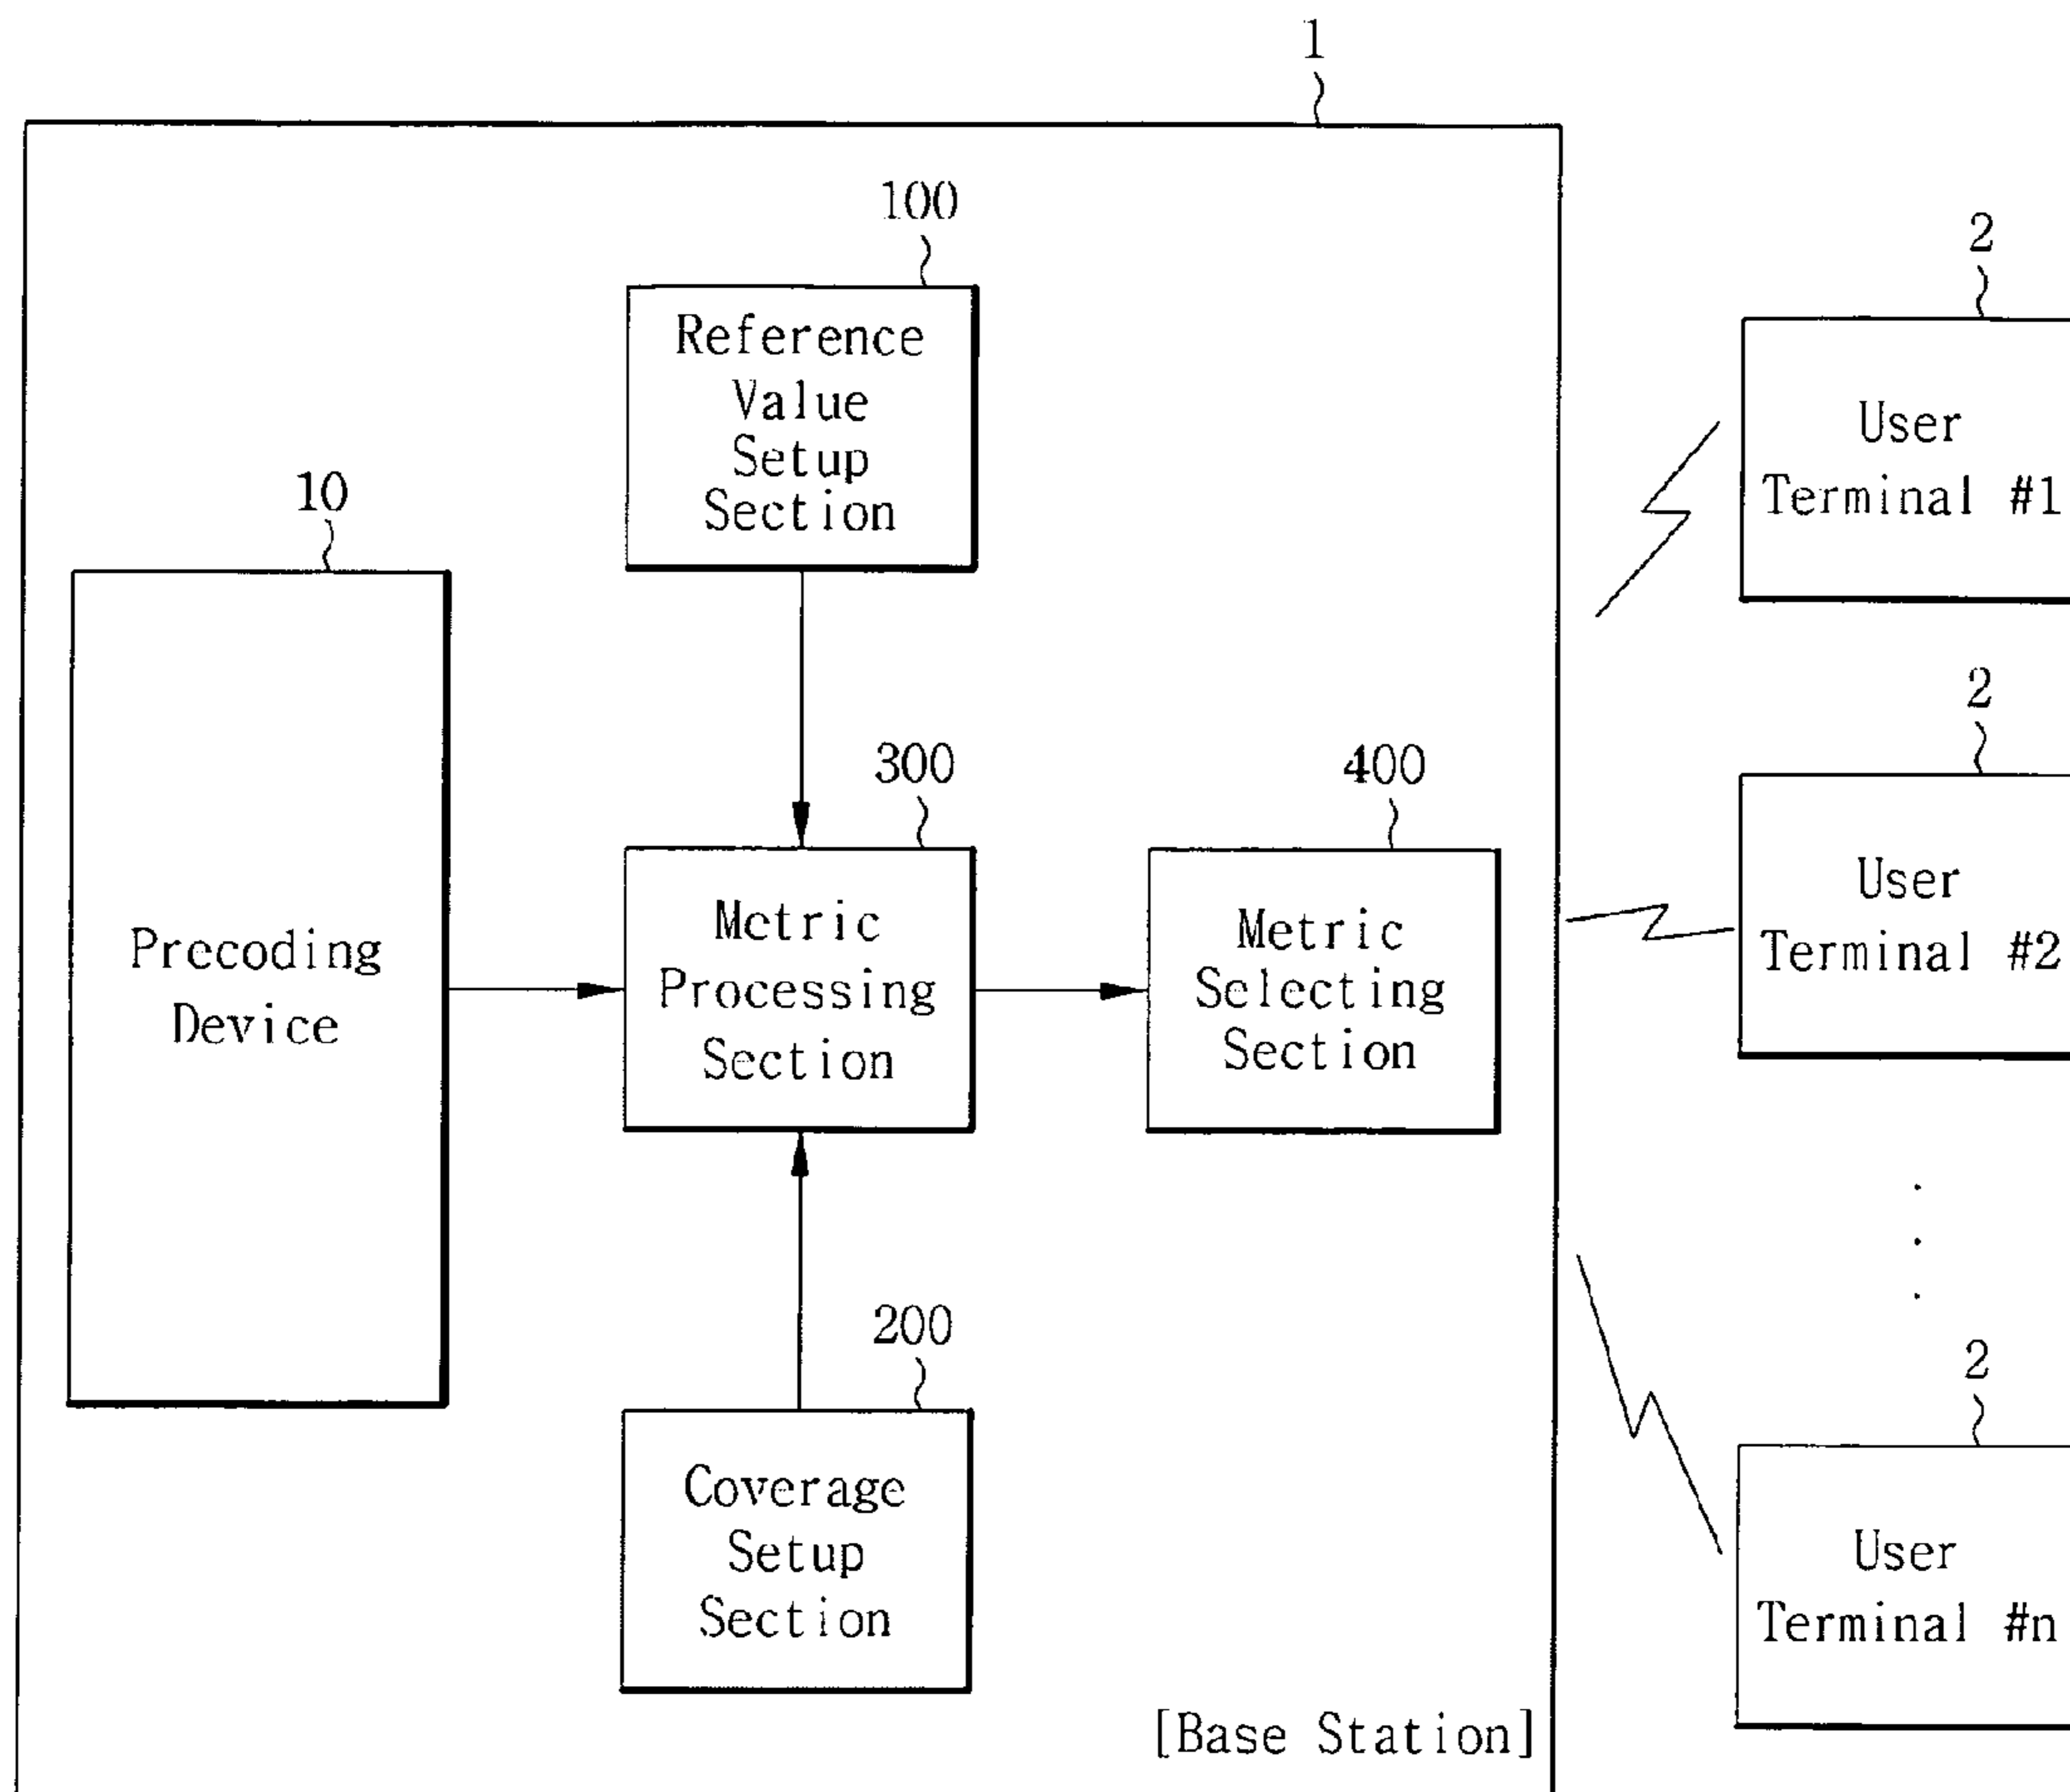 1
100
Reference
Value
Setup
Section
10
Precoding
Device
300
Metric
Processing
Section
400
Metric
Selecting
Section
200
Coverage
Setup
Section
[Base Station]
2
User
Terminal #1
2
User
Terminal #2
2
User
Terminal #n